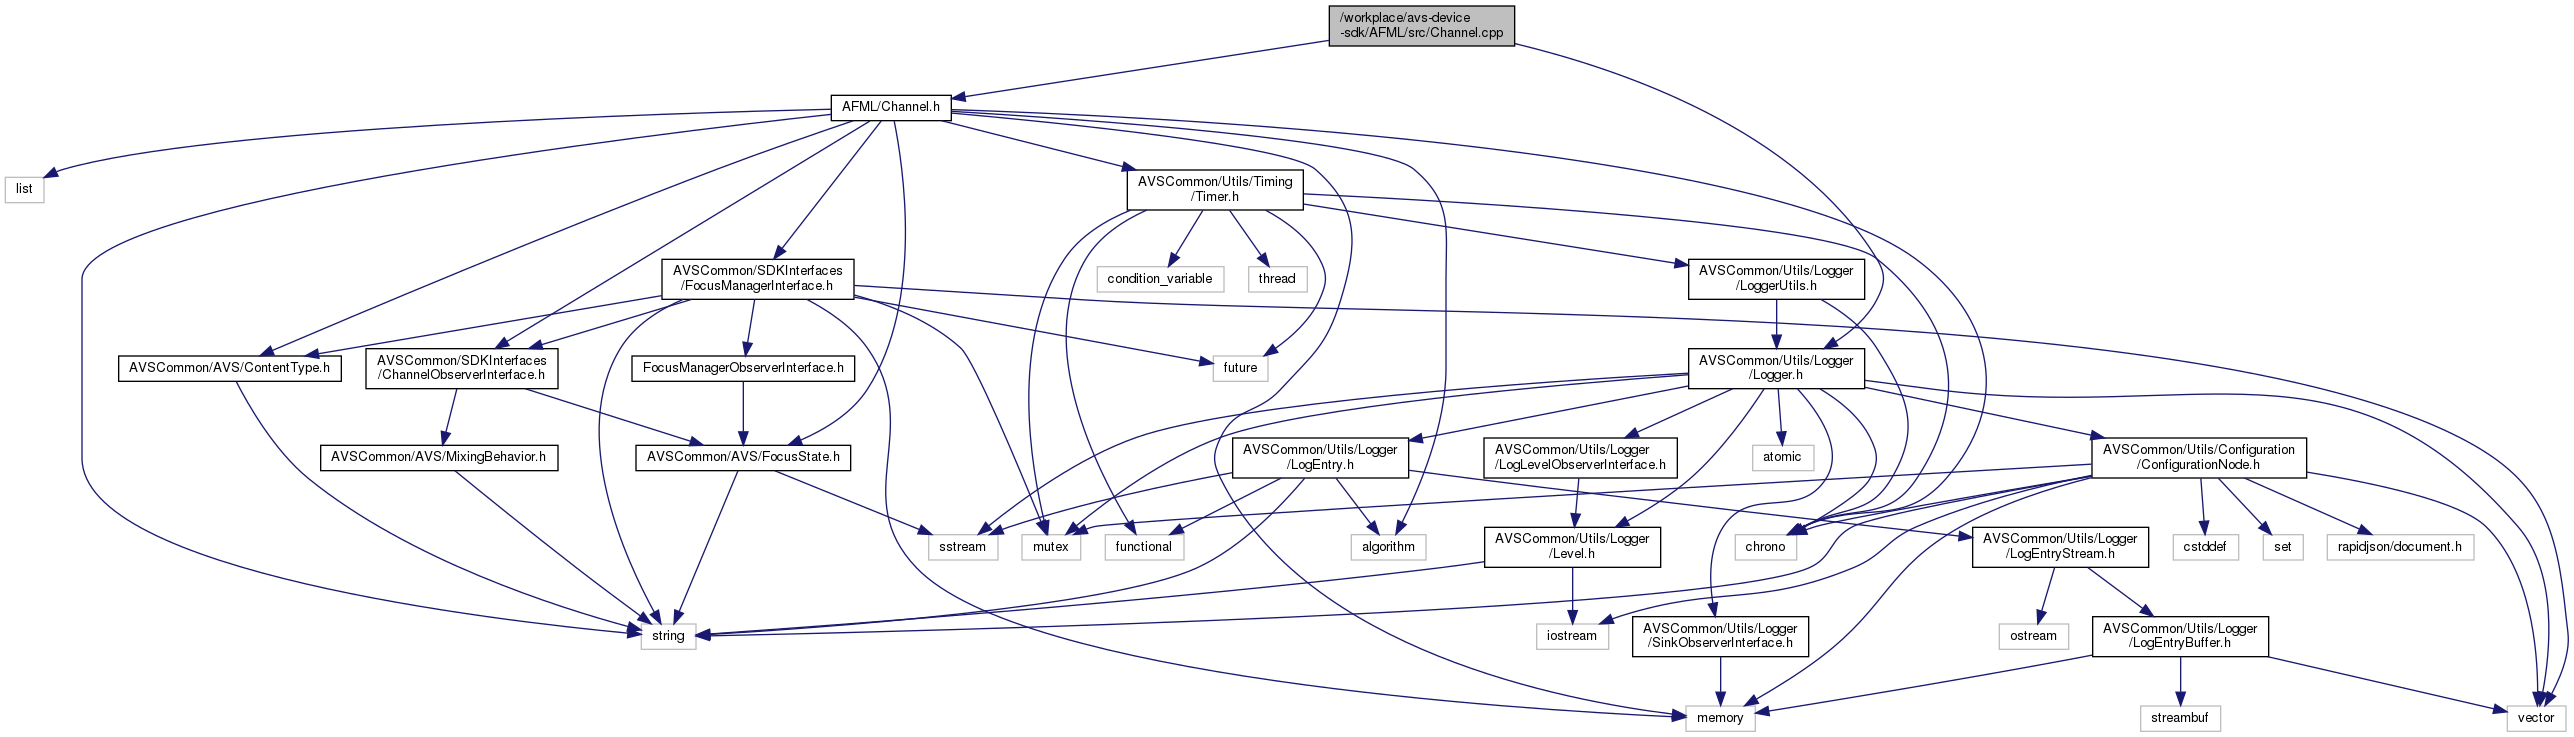 /workplace/avs-device
-sdk/AFML/src/Channel.cpp
AFML/Channel.h
list
AVSCommon/Utils/Timing
/Timer.h
AVSCommon/SDKInterfaces
/FocusManagerInterface.h
condition_variable
thread
AVSCommon/Utils/Logger
/LoggerUtils.h
AVSCommon/AVS/ContentType.h
AVSCommon/SDKInterfaces
/ChannelObserverInterface.h
FocusManagerObserverInterface.h
future
AVSCommon/Utils/Logger
/Logger.h
AVSCommon/AVS/MixingBehavior.h
AVSCommon/AVS/FocusState.h
AVSCommon/Utils/Logger
/LogEntry.h
AVSCommon/Utils/Logger
/LogLevelObserverInterface.h
atomic
AVSCommon/Utils/Configuration
/ConfigurationNode.h
sstream
mutex
functional
algorithm
AVSCommon/Utils/Logger
/Level.h
chrono
AVSCommon/Utils/Logger
/LogEntryStream.h
cstddef
set
rapidjson/document.h
string
iostream
AVSCommon/Utils/Logger
/SinkObserverInterface.h
ostream
AVSCommon/Utils/Logger
/LogEntryBuffer.h
memory
streambuf
vector